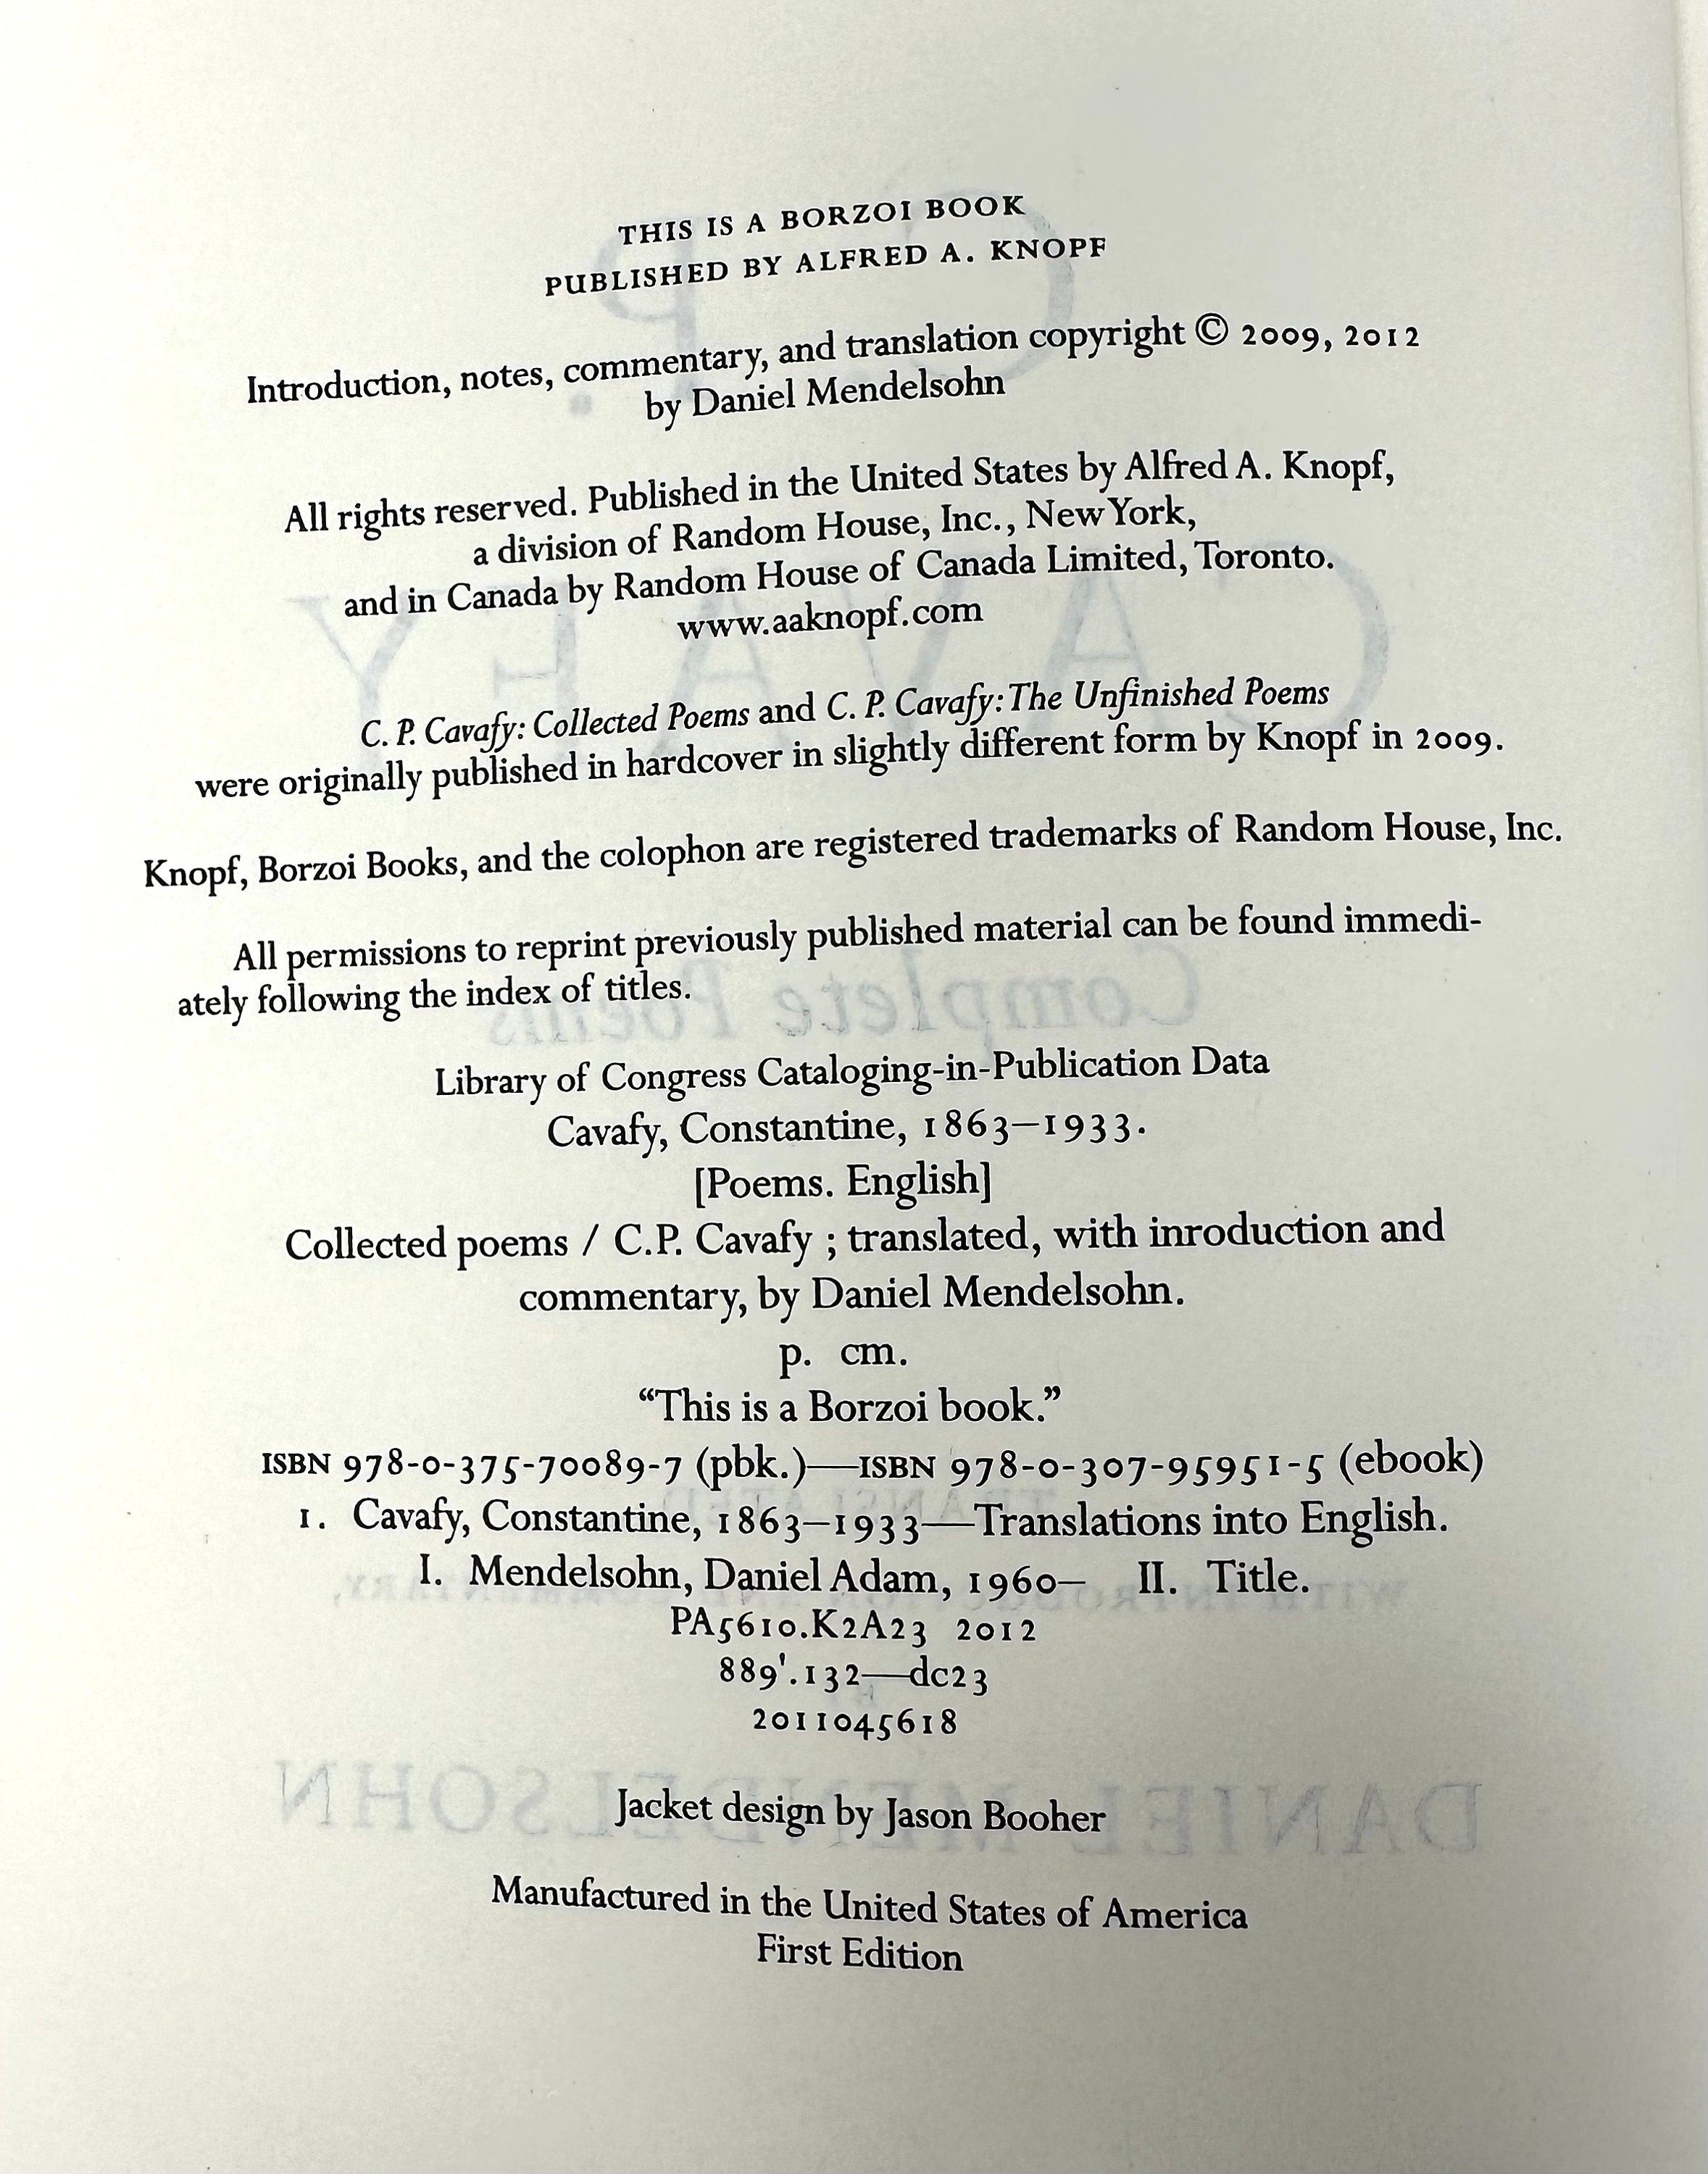 THIS IS A BORZOI BOOK
PUBLISHED BY ALFRED A. KNOPF
Introduction, notes, commentary, and translation copyright © 2009, 2012
by Daniel Mendelsohn
All rights reserved. Published in the United States by Alfred A. Knopf,
a division of Random House, Inc., New York,
and in Canada by Random House of Canada Limited, Toronto.
www.aaknopf.com
C. P. Cavafy: Collected Poems and C. P. Cavafy: The Unfinished Poems
were originally published in hardcover in slightly different form by Knopf in 2009.
Knopf, Borzoi Books, and the colophon are registered trademarks of Random House, Inc.
All permissions to reprint previously published material can be found immedi-
ately following the index of titles.
Library of Congress Cataloging-in-Publication Data
Cavafy, Constantine, 1863–1933.
[Poems. English]
Collected poems / C.P. Cavafy ; translated, with inroduction and
commentary, by Daniel Mendelsohn.
p. cm.
“This is a Borzoi book.”
ISBN 978-0-375-70089-7 (pbk.)—ISBN 978-0-307-95951-5 (ebook)
1. Cavafy, Constantine, 1863–1933—Translations into English.
I. Mendelsohn, Daniel Adam, 1960– II. Title.
PA5610.K2A23 2012
889'.132—dc23
2011045618
Jacket design by Jason Booher
Manufactured in the United States of America
First Edition